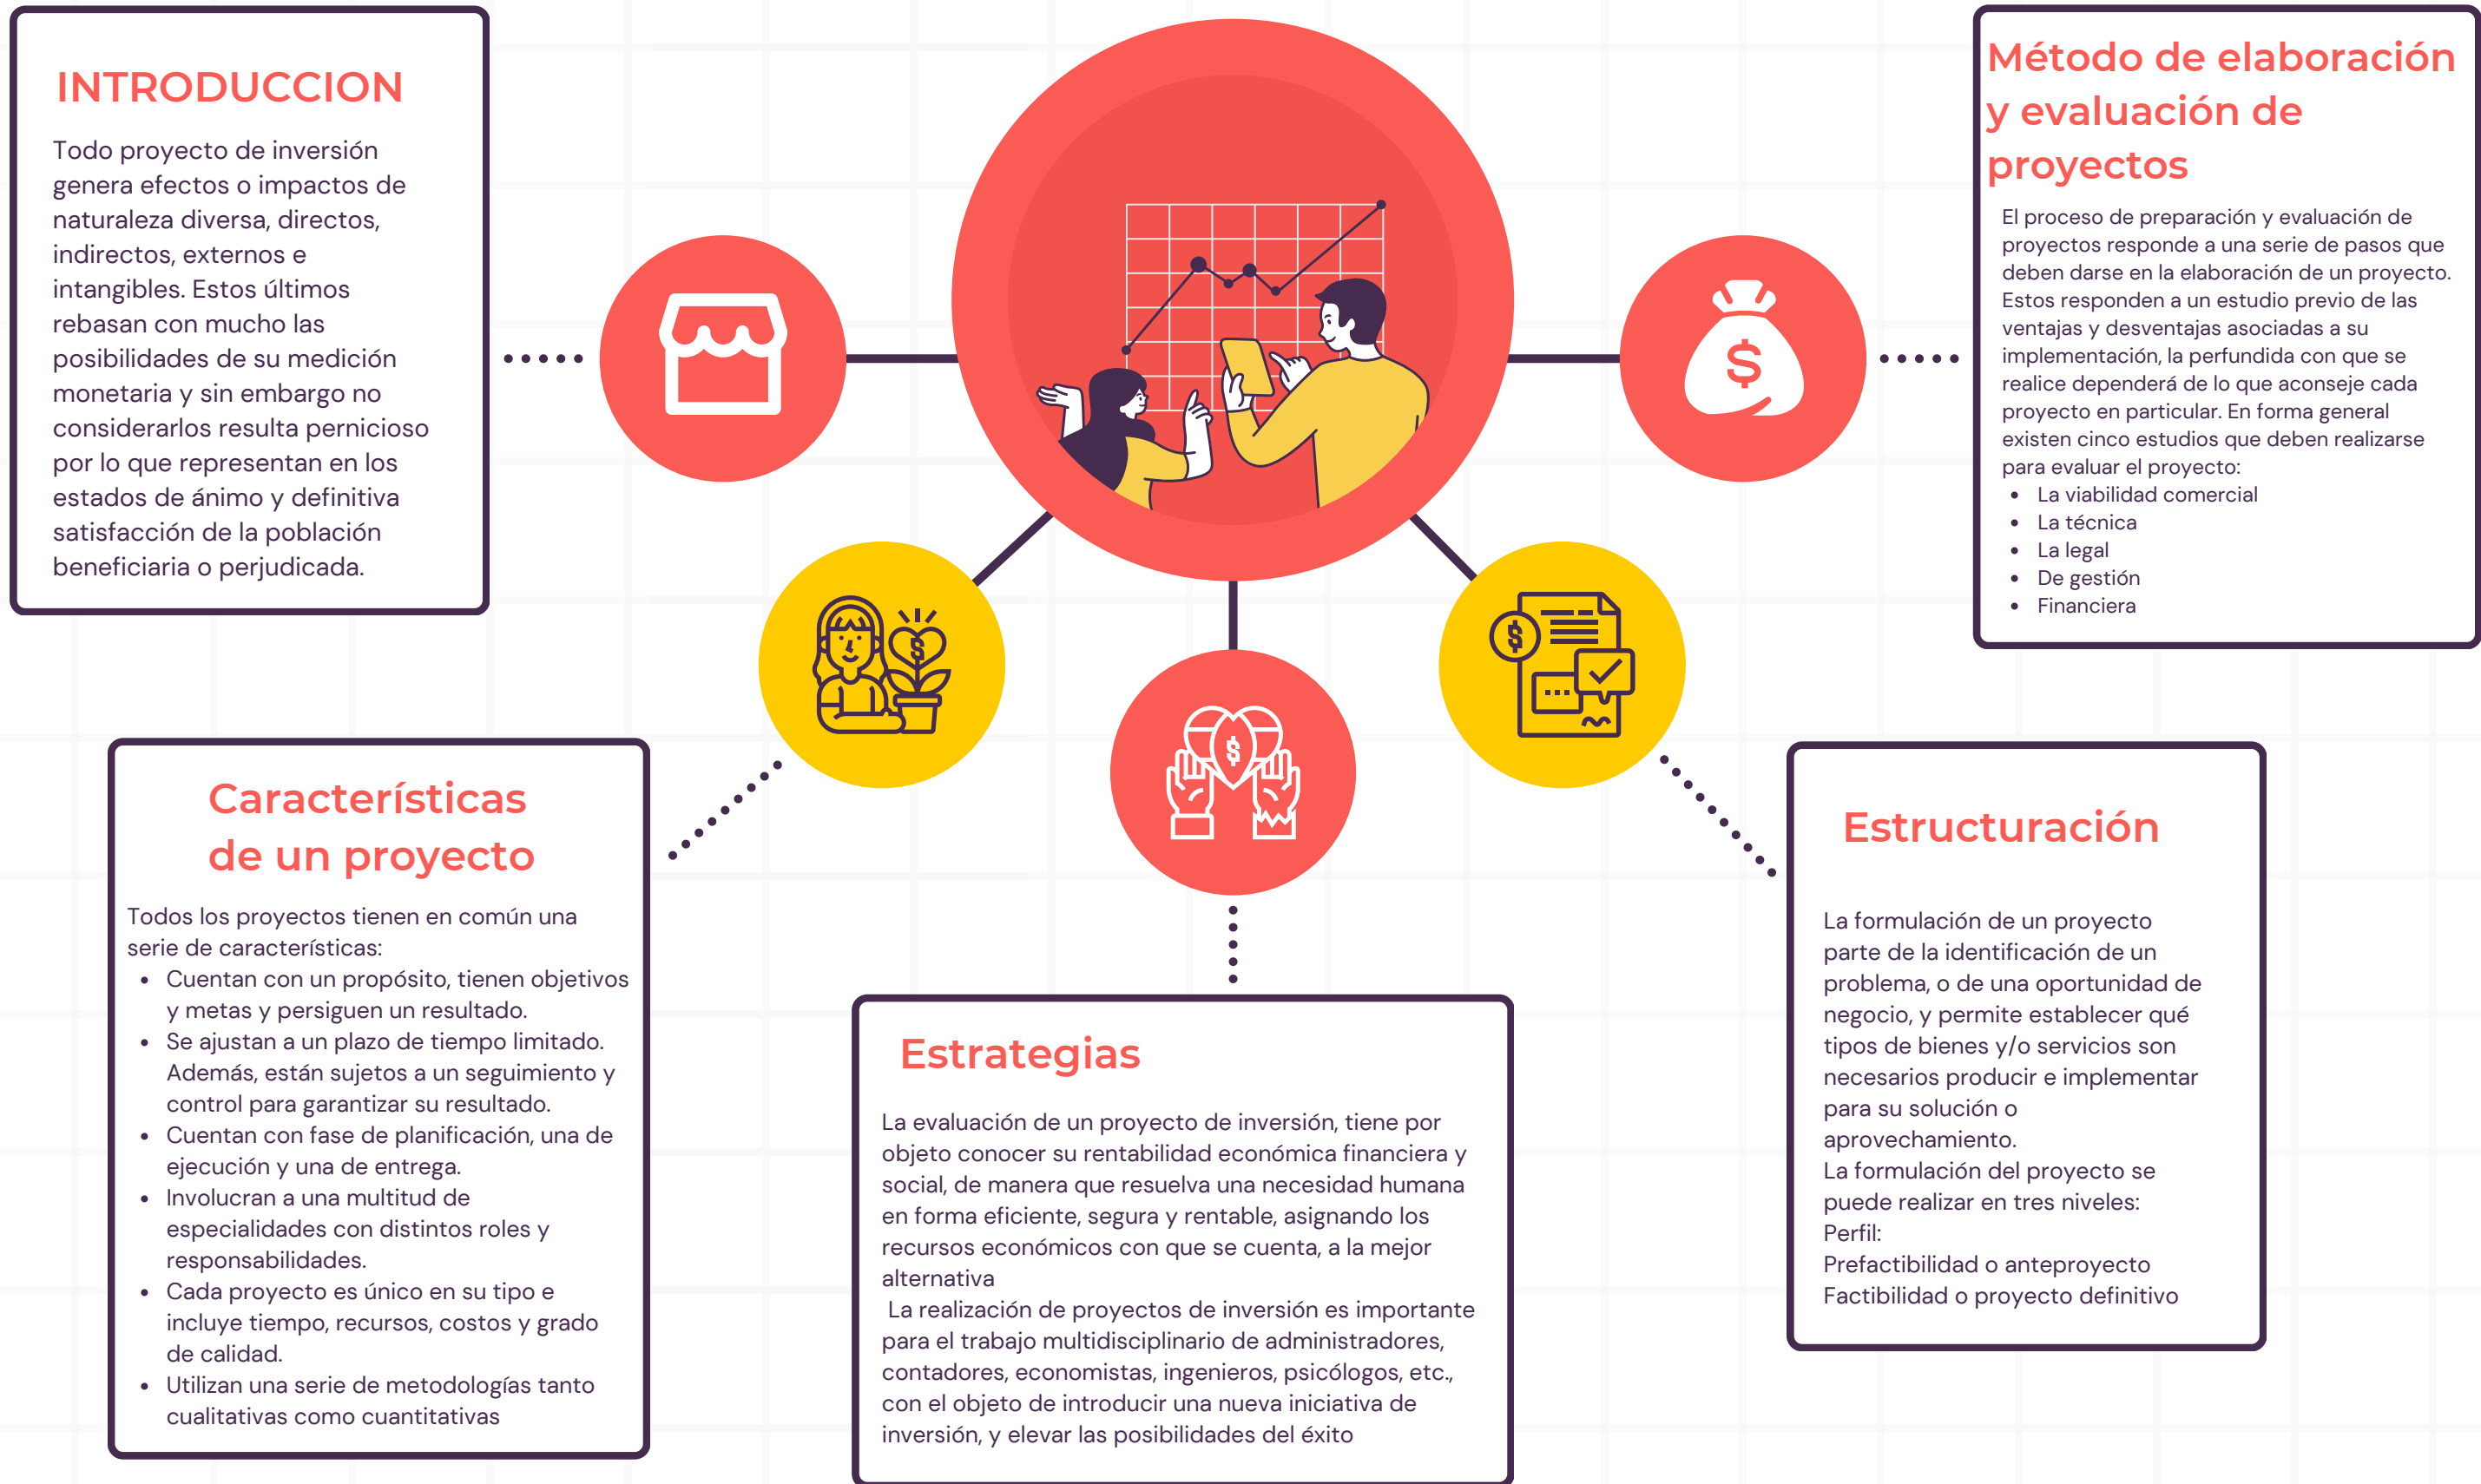 INTRODUCCION
Todo proyecto de inversión
genera efectos o impactos de
naturaleza diversa, directos,
indirectos, externos e
intangibles. Estos últimos
rebasan con mucho las
posibilidades de su medición
monetaria y sin embargo no
considerarlos resulta pernicioso
por lo que representan en los
estados de ánimo y definitiva
satisfacción de la población
beneficiaria o perjudicada.
Método de elaboración
y evaluación de
proyectos
El proceso de preparación y evaluación de
proyectos responde a una serie de pasos que
deben darse en la elaboración de un proyecto.
Estos responden a un estudio previo de las
ventajas y desventajas asociadas a su
implementación, la perfundida con que se
realice dependerá de lo que aconseje cada
proyecto en particular. En forma general
existen cinco estudios que deben realizarse
para evaluar el proyecto:
• La viabilidad comercial
• La técnica
• La legal
• De gestión
• Financiera
Características
de un proyecto
Todos los proyectos tienen en común una
serie de características:
• Cuentan con un propósito, tienen objetivos
y metas y persiguen un resultado.
• Se ajustan a un plazo de tiempo limitado.
Además, están sujetos a un seguimiento y
control para garantizar su resultado.
• Cuentan con fase de planificación, una de
ejecución y una de entrega.
• Involucran a una multitud de
especialidades con distintos roles y
responsabilidades.
• Cada proyecto es único en su tipo e
incluye tiempo, recursos, costos y grado
de calidad.
• Utilizan una serie de metodologías tanto
cualitativas como cuantitativas
Estrategias
La evaluación de un proyecto de inversión, tiene por
objeto conocer su rentabilidad económica financiera y
social, de manera que resuelva una necesidad humana
en forma eficiente, segura y rentable, asignando los
recursos económicos con que se cuenta, a la mejor
alternativa
La realización de proyectos de inversión es importante
para el trabajo multidisciplinario de administradores,
contadores, economistas, ingenieros, psicólogos, etc.,
con el objeto de introducir una nueva iniciativa de
inversión, y elevar las posibilidades del éxito
Estructuración
La formulación de un proyecto
parte de la identificación de un
problema, o de una oportunidad de
negocio, y permite establecer qué
tipos de bienes y/o servicios son
necesarios producir e implementar
para su solución o
aprovechamiento.
La formulación del proyecto se
puede realizar en tres niveles:
Perfil:
Prefactibilidad o anteproyecto
Factibilidad o proyecto definitivo